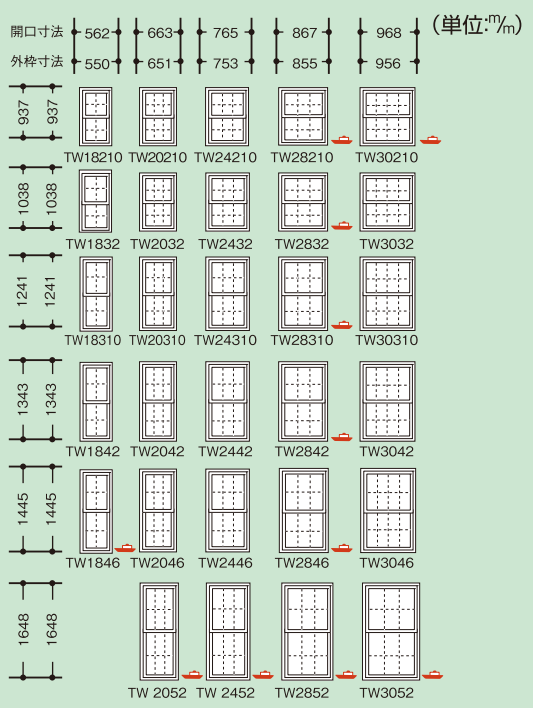 (単位:m/m)
開口寸法 562 663 765 867 968
外枠寸法 550 651 753 855 956
937 937
TW18210 TW20210 TW24210 TW28210 TW30210
1038 1038
TW1832 TW2032 TW2432 TW2832 TW3032
1241 1241
TW18310 TW20310 TW24310 TW28310 TW30310
1343 1343
TW1842 TW2042 TW2442 TW2842 TW3042
1445 1445
TW1846 TW2046 TW2446 TW2846 TW3046
1648 1648
TW 2052 TW 2452 TW2852 TW3052